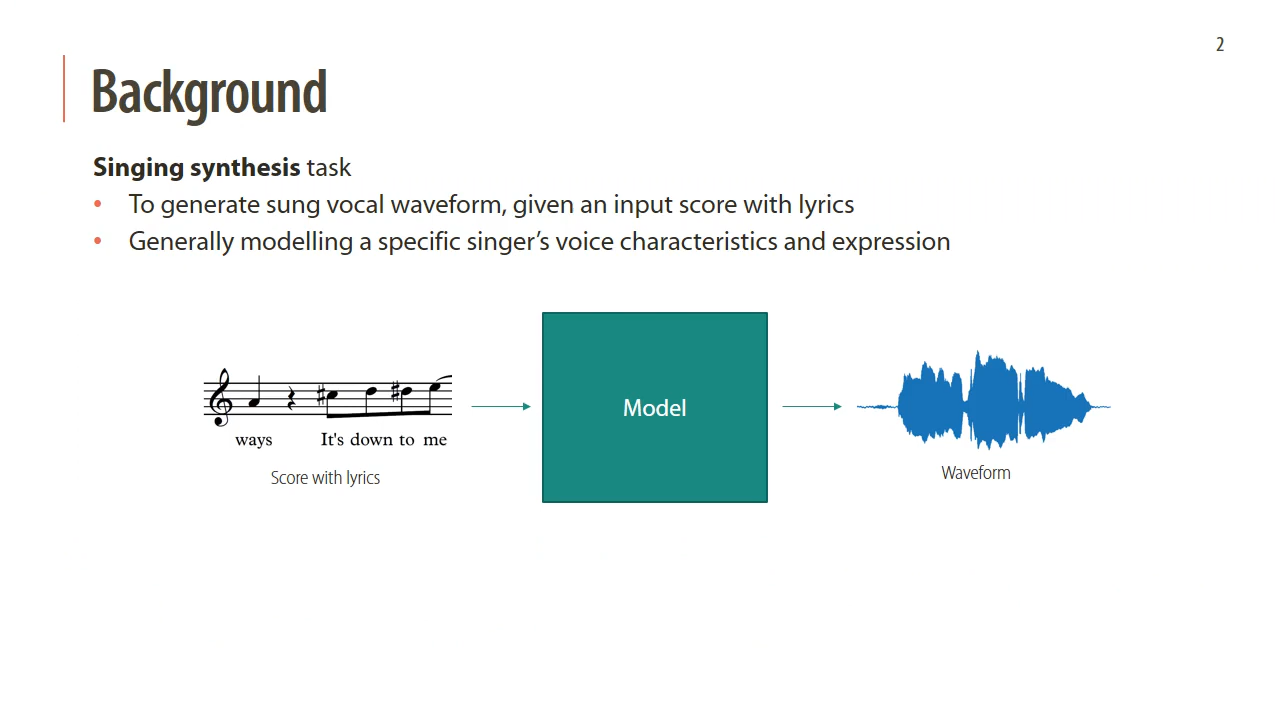 2
Background
Singing synthesis task
• To generate sung vocal waveform, given an input score with lyrics
• Generally modelling a specific singer’s voice characteristics and expression
Model
ways It's down to me
Score with lyrics
Waveform